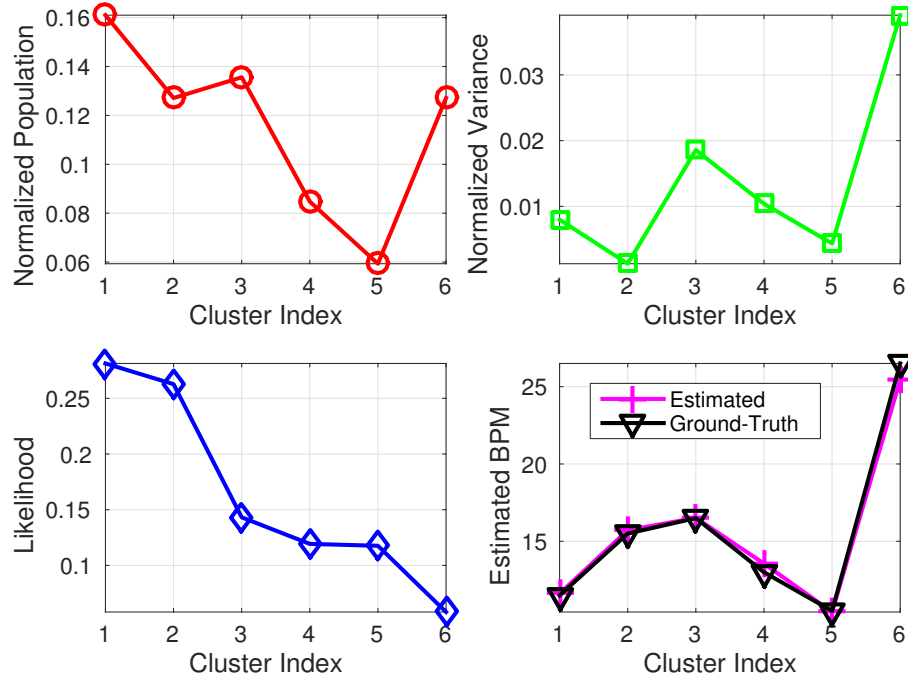 Normalized Population
0.16
0.14
0.12
0.1
0.08
0.06
1 2 3 4 5 6
Cluster Index
Normalized Variance
0.03
0.02
0.01
1 2 3 4 5 6
Cluster Index
Likelihood
0.25
0.2
0.15
0.1
1 2 3 4 5 6
Cluster Index
Estimated BPM
25
20
15
Estimated
Ground-Truth
1 2 3 4 5 6
Cluster Index